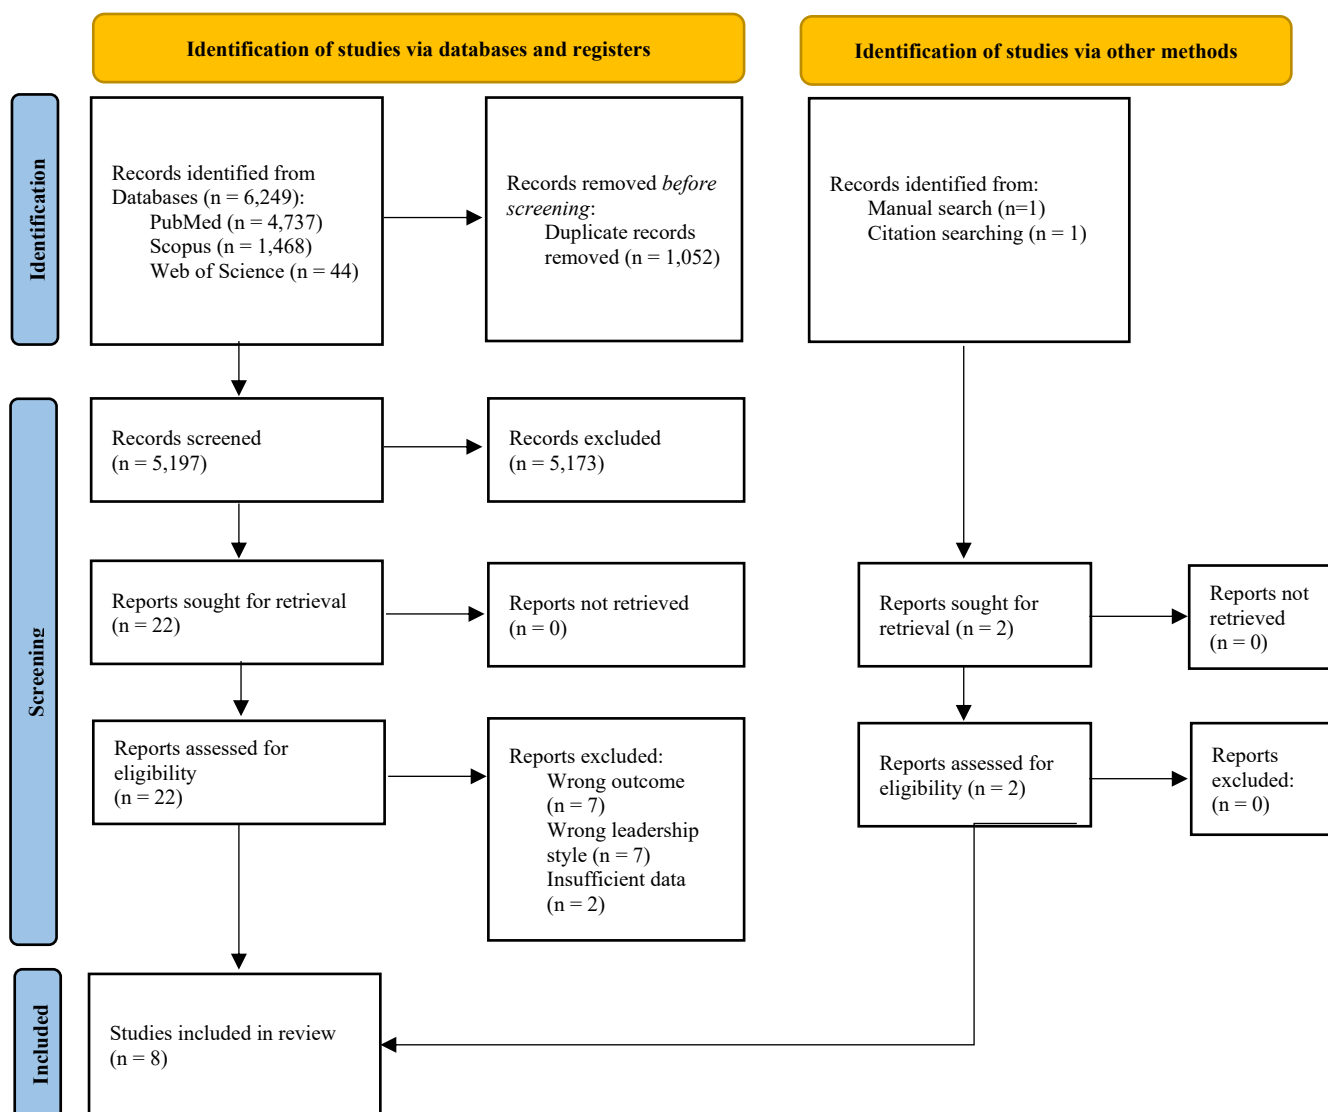 Identification of studies via databases and registers
Identification of studies via other methods
Identification
Records identified from
Databases (n = 6,249):
PubMed (n = 4,737)
Scopus (n = 1,468)
Web of Science (n = 44)
Records removed before
screening:
Duplicate records
removed (n = 1,052)
Records identified from:
Manual search (n=1)
Citation searching (n = 1)
Screening
Records screened
(n = 5,197)
Records excluded
(n = 5,173)
Reports sought for retrieval
(n = 22)
Reports not retrieved
(n = 0)
Reports sought for
retrieval (n = 2)
Reports not
retrieved
(n = 0)
Reports assessed for
eligibility
(n = 22)
Reports excluded:
Wrong outcome
(n = 7)
Wrong leadership
style (n = 7)
Insufficient data
(n = 2)
Reports assessed for
eligibility (n = 2)
Reports
excluded:
(n = 0)
Included
Studies included in review
(n = 8)